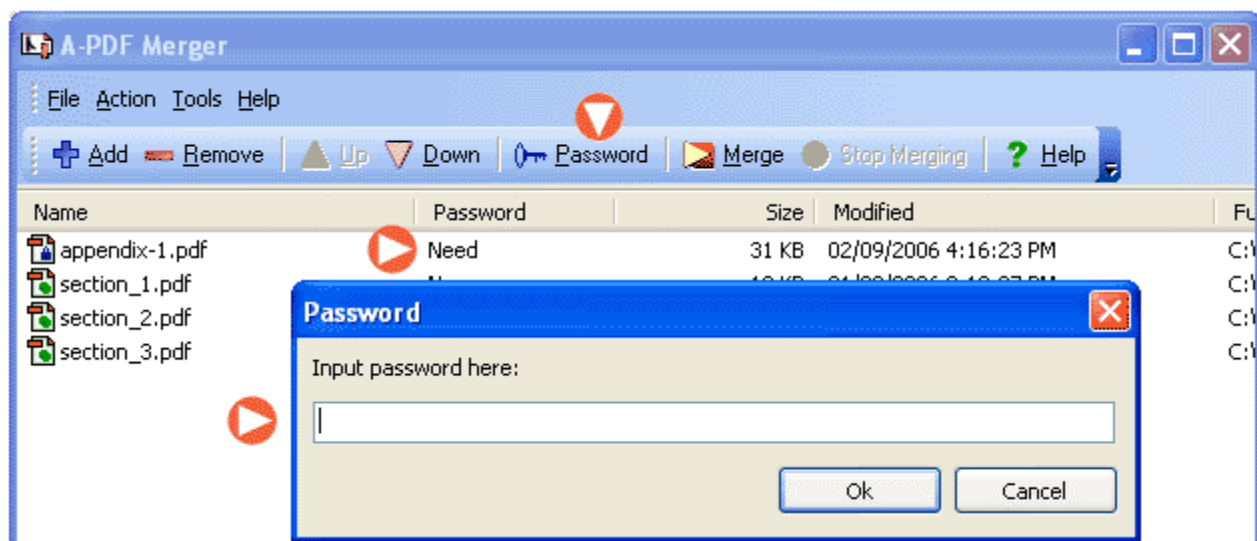 A-PDF Merger
File Action Tools Help
Add Remove Up Down Password Merge Stop Merging ? Help
Name Password Size Modified
appendix-1.pdf Need 31 KB 02/09/2006 4:16:23 PM C:\
section_1.pdf C:\
section_2.pdf C:\
section_3.pdf C:\
Password
Input password here:
Ok Cancel